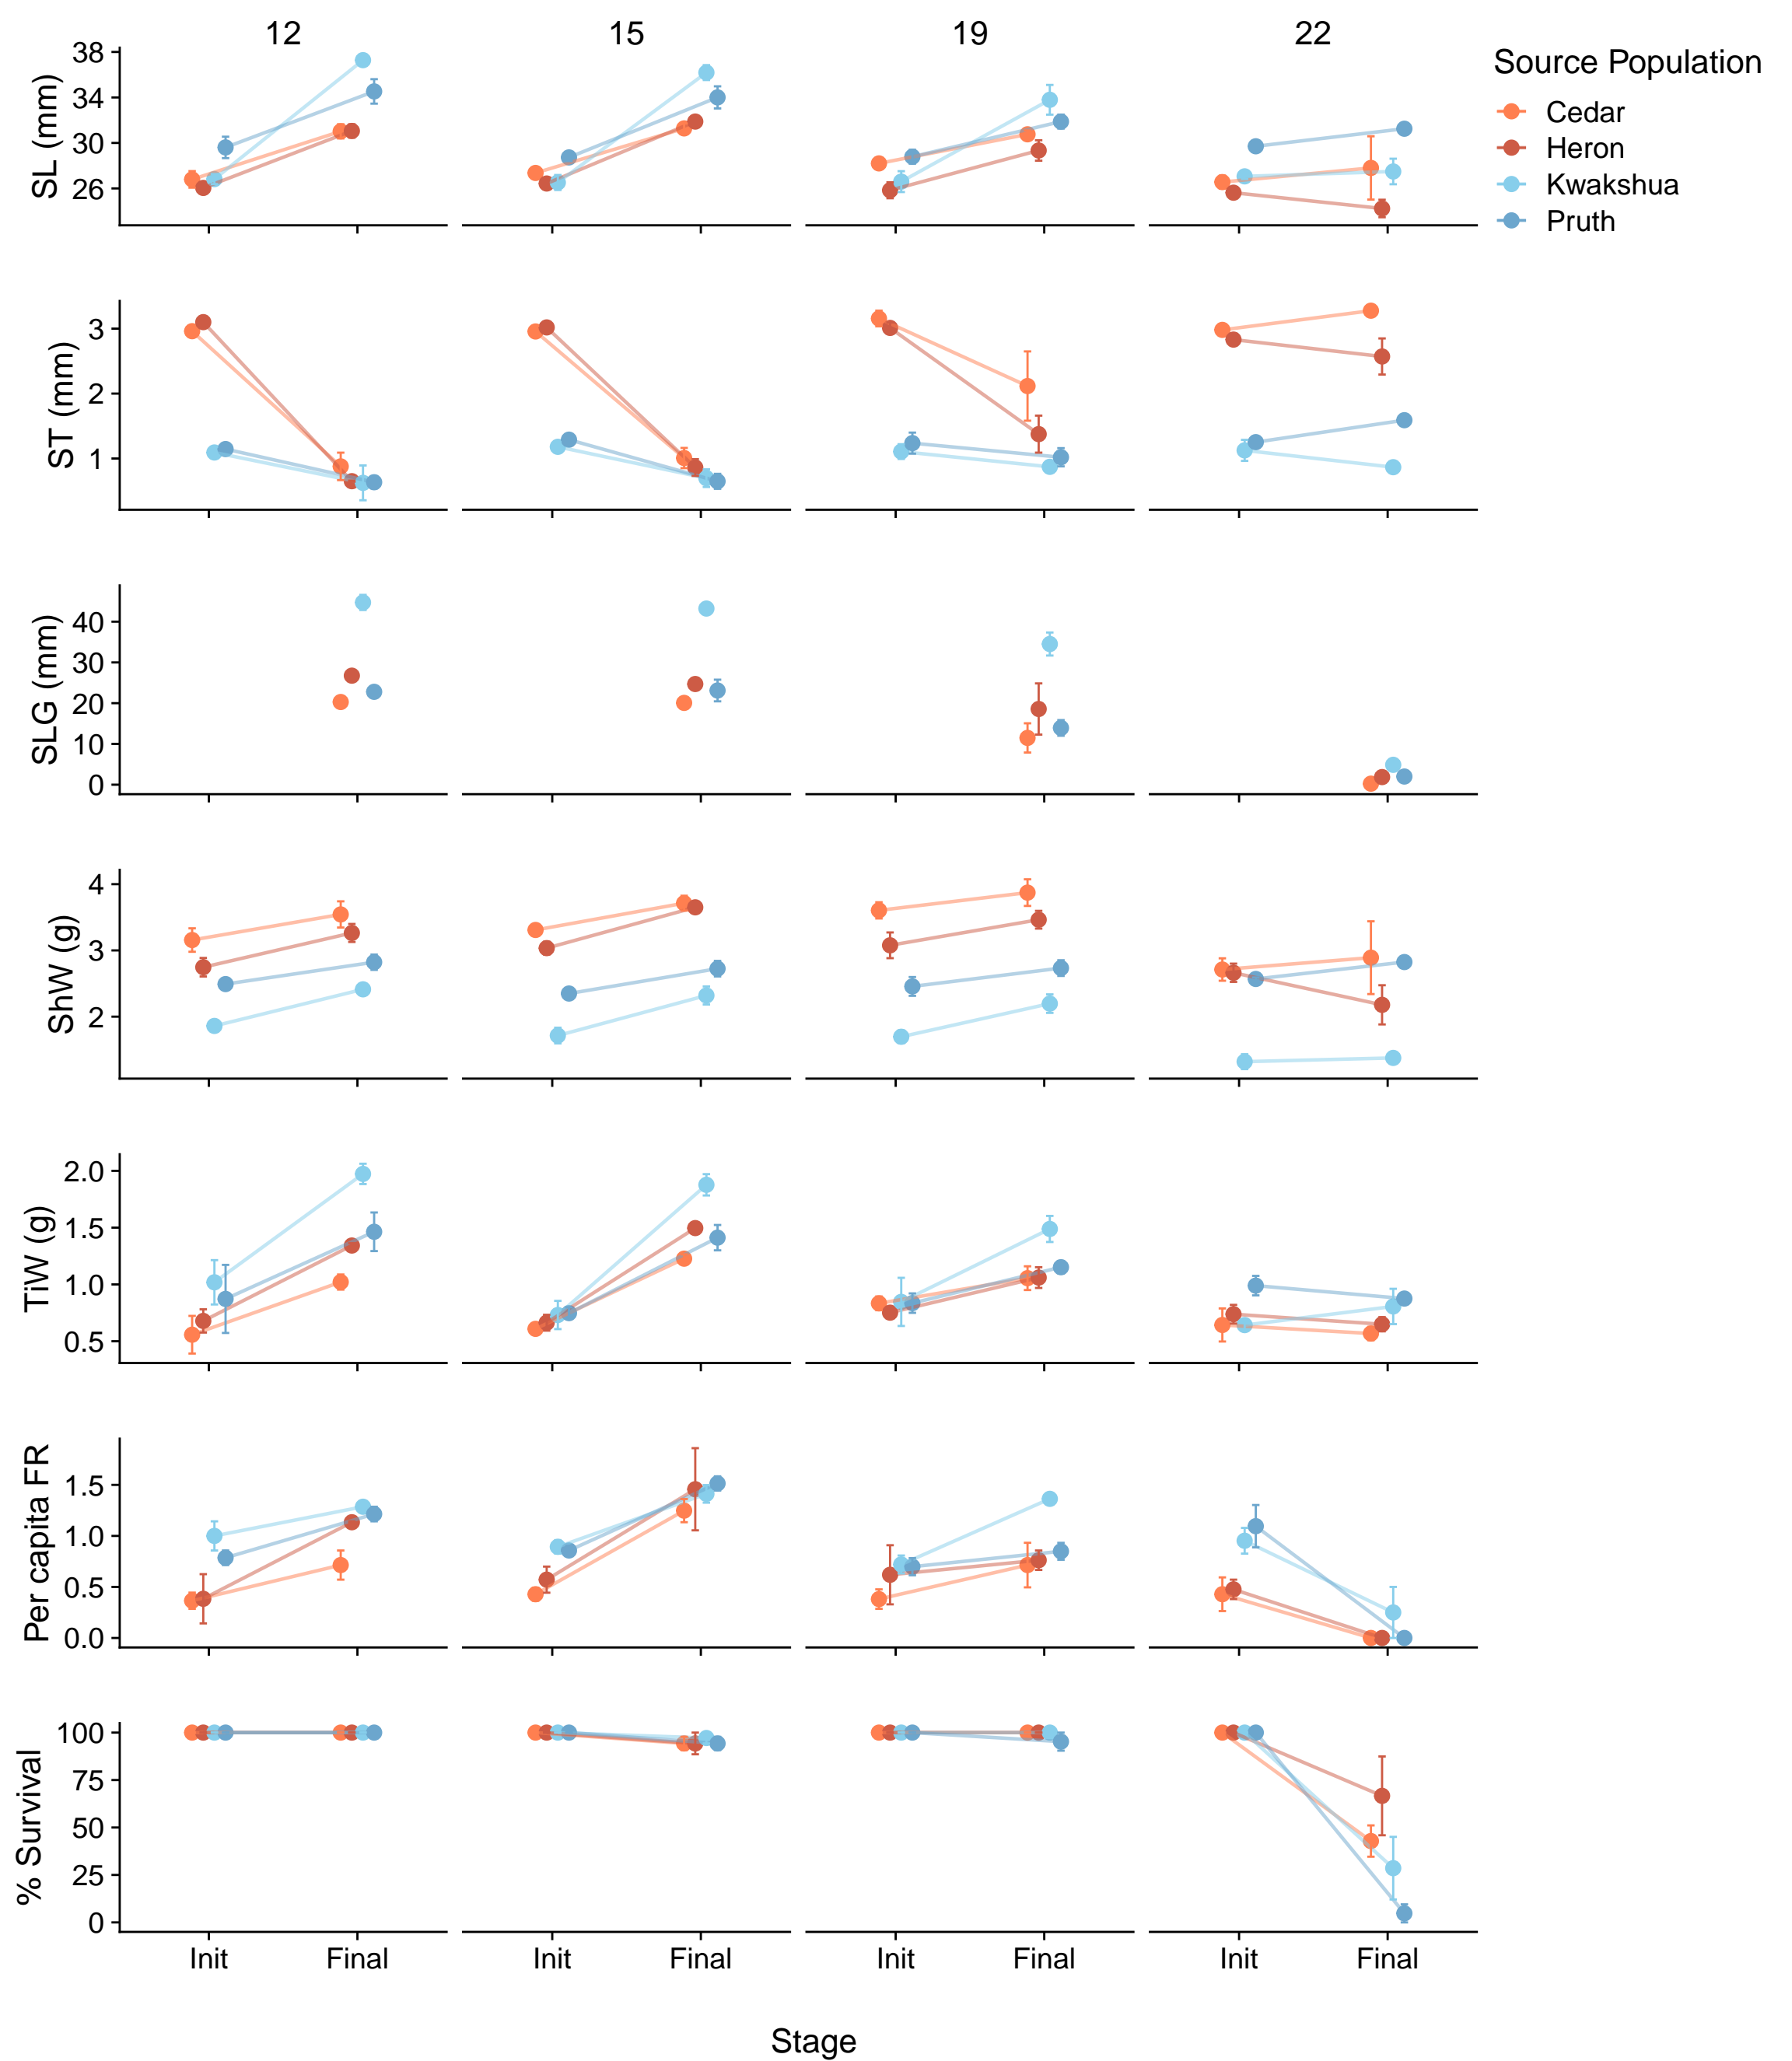 12 15 19 22
Source Population
Cedar
Heron
Kwakshua
Pruth
SL (mm)
38
34
30
26
ST (mm)
3
2
1
SLG (mm)
40
30
20
10
0
ShW (g)
4
3
2
TiW (g)
2.0
1.5
1.0
0.5
Per capita FR
1.5
1.0
0.5
0.0
% Survival
100
75
50
25
0
Init Final Init Final Init Final Init Final
Stage